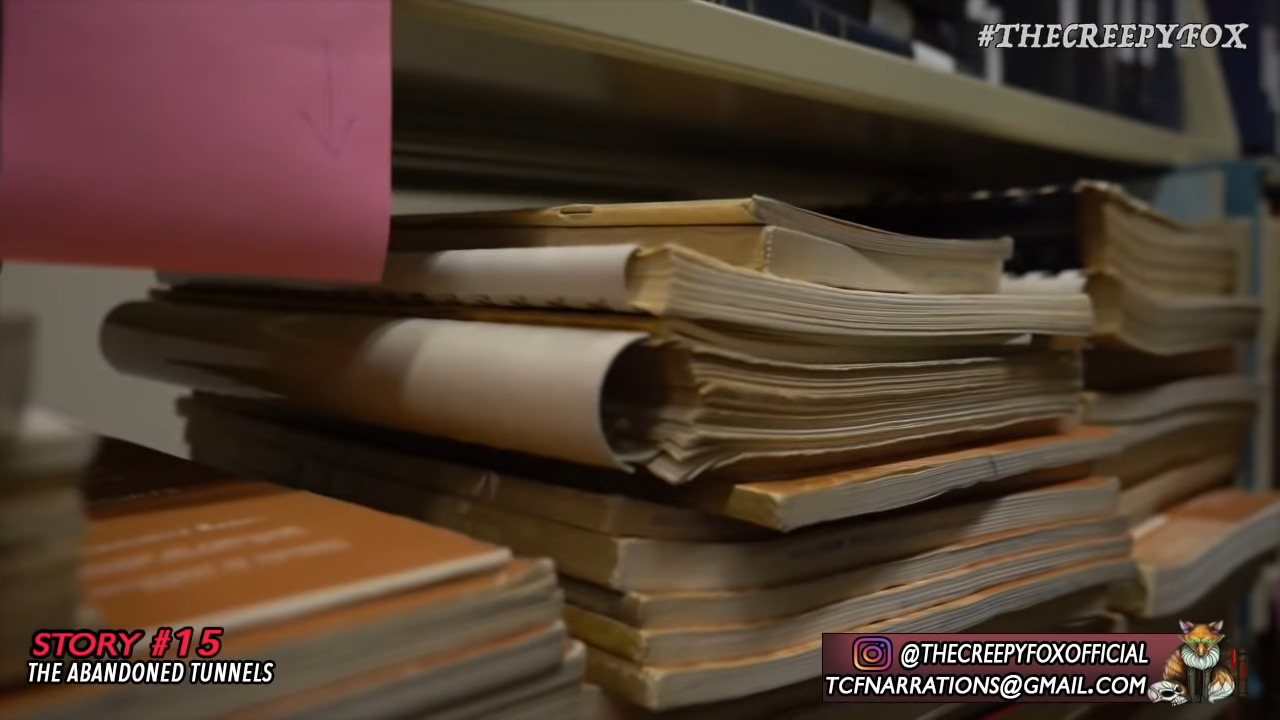 #THECREEPYFOX
STORY #15
THE ABANDONED TUNNELS
@THECREEPYFOXOFFICIAL
TCFNARRATIONS@GMAIL.COM